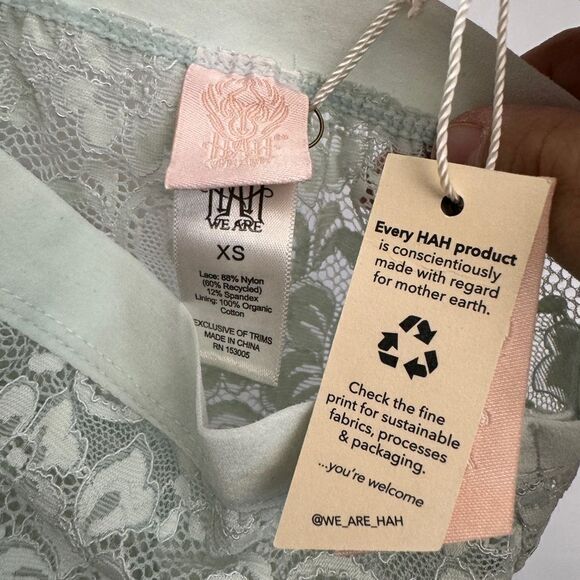 HAH
HAH
WE ARE
XS
Lace: 88% Nylon
(60% Recycled)
12% Spandex
Lining: 100% Organic
Cotton
EXCLUSIVE OF TRIMS
MADE IN CHINA
RN 153005
Every HAH product
is conscientiously
made with regard
for mother earth.
Check the fine
print for sustainable
fabrics, processes
& packaging.
...you're welcome
@WE_ARE_HAH